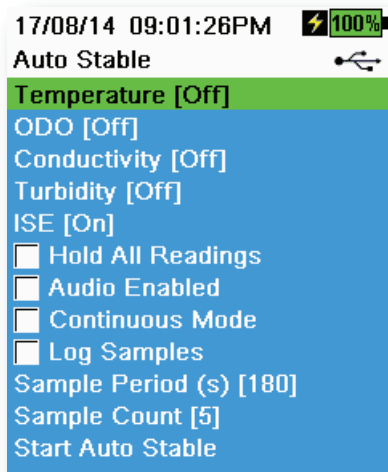 17/08/14 09:01:26PM 100%
Auto Stable
Temperature [Off]
ODO [Off]
Conductivity [Off]
Turbidity [Off]
ISE [On]
Hold All Readings
Audio Enabled
Continuous Mode
Log Samples
Sample Period (s) [180]
Sample Count [5]
Start Auto Stable